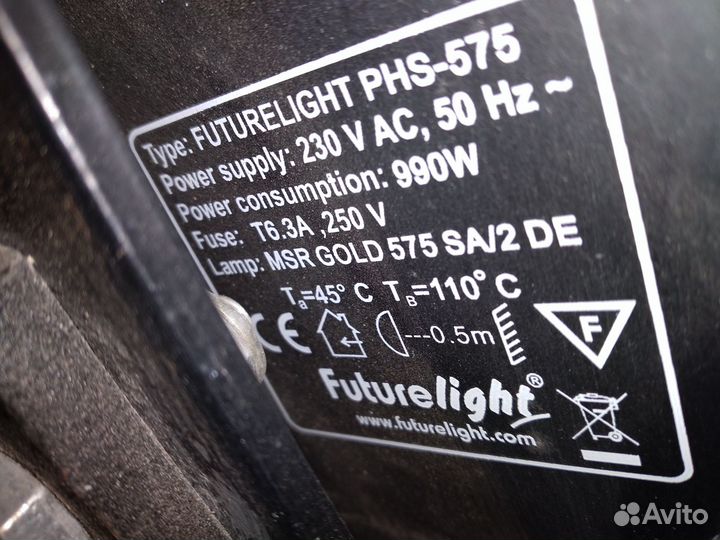 Type: FUTURELIGHT PHS-575
Power supply: 230 V AC, 50 Hz ~
Power consumption: 990W
Fuse: T6.3A ,250 V
Lamp: MSR GOLD 575 SA/2 DE
Ta=45° C TB=110° C
CE ---0.5m F
Futurelight®
www.futurelight.com
Avito